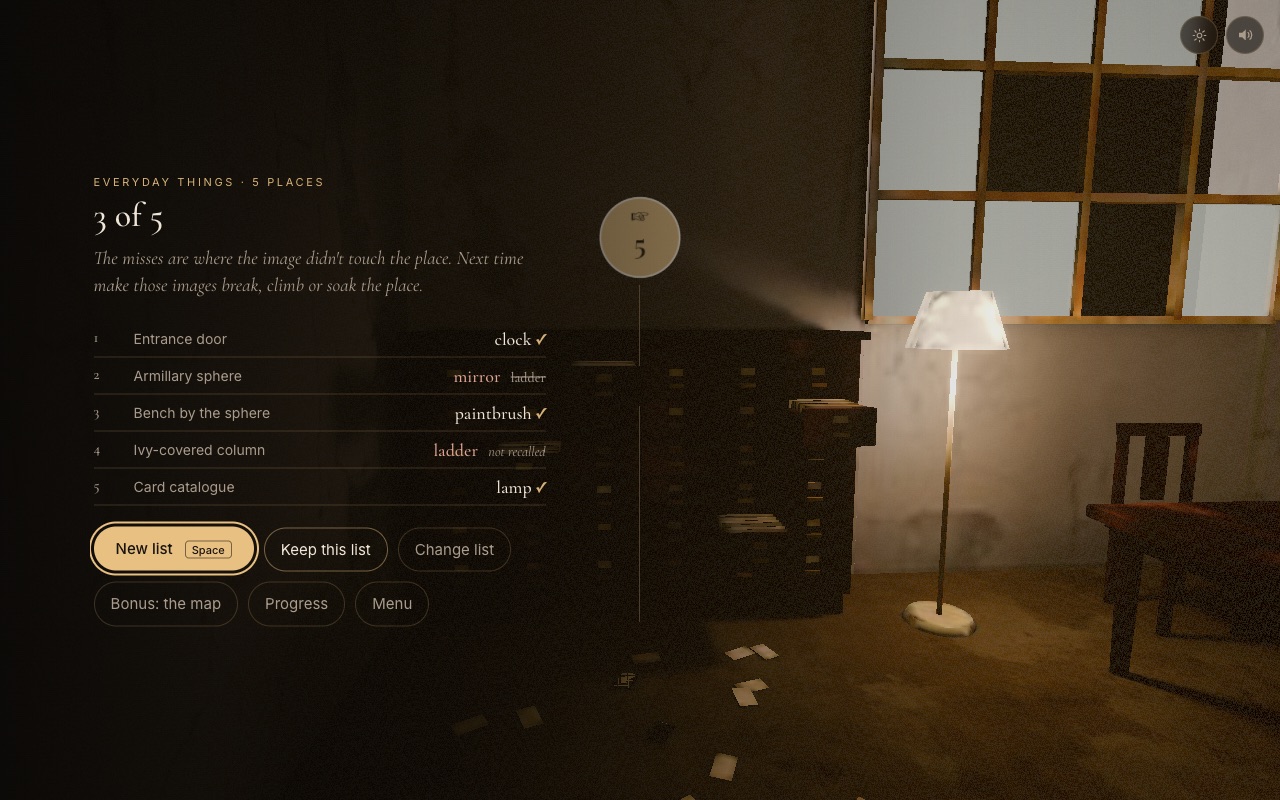 EVERYDAY THINGS · 5 PLACES
3 of 5
The misses are where the image didn't touch the place. Next time
make those images break, climb or soak the place.
1 Entrance door clock ✓
2 Armillary sphere mirror ladder
3 Bench by the sphere paintbrush ✓
4 Ivy-covered column ladder not recalled
5 Card catalogue lamp ✓
New list Space Keep this list Change list
Bonus: the map Progress Menu
☞
5